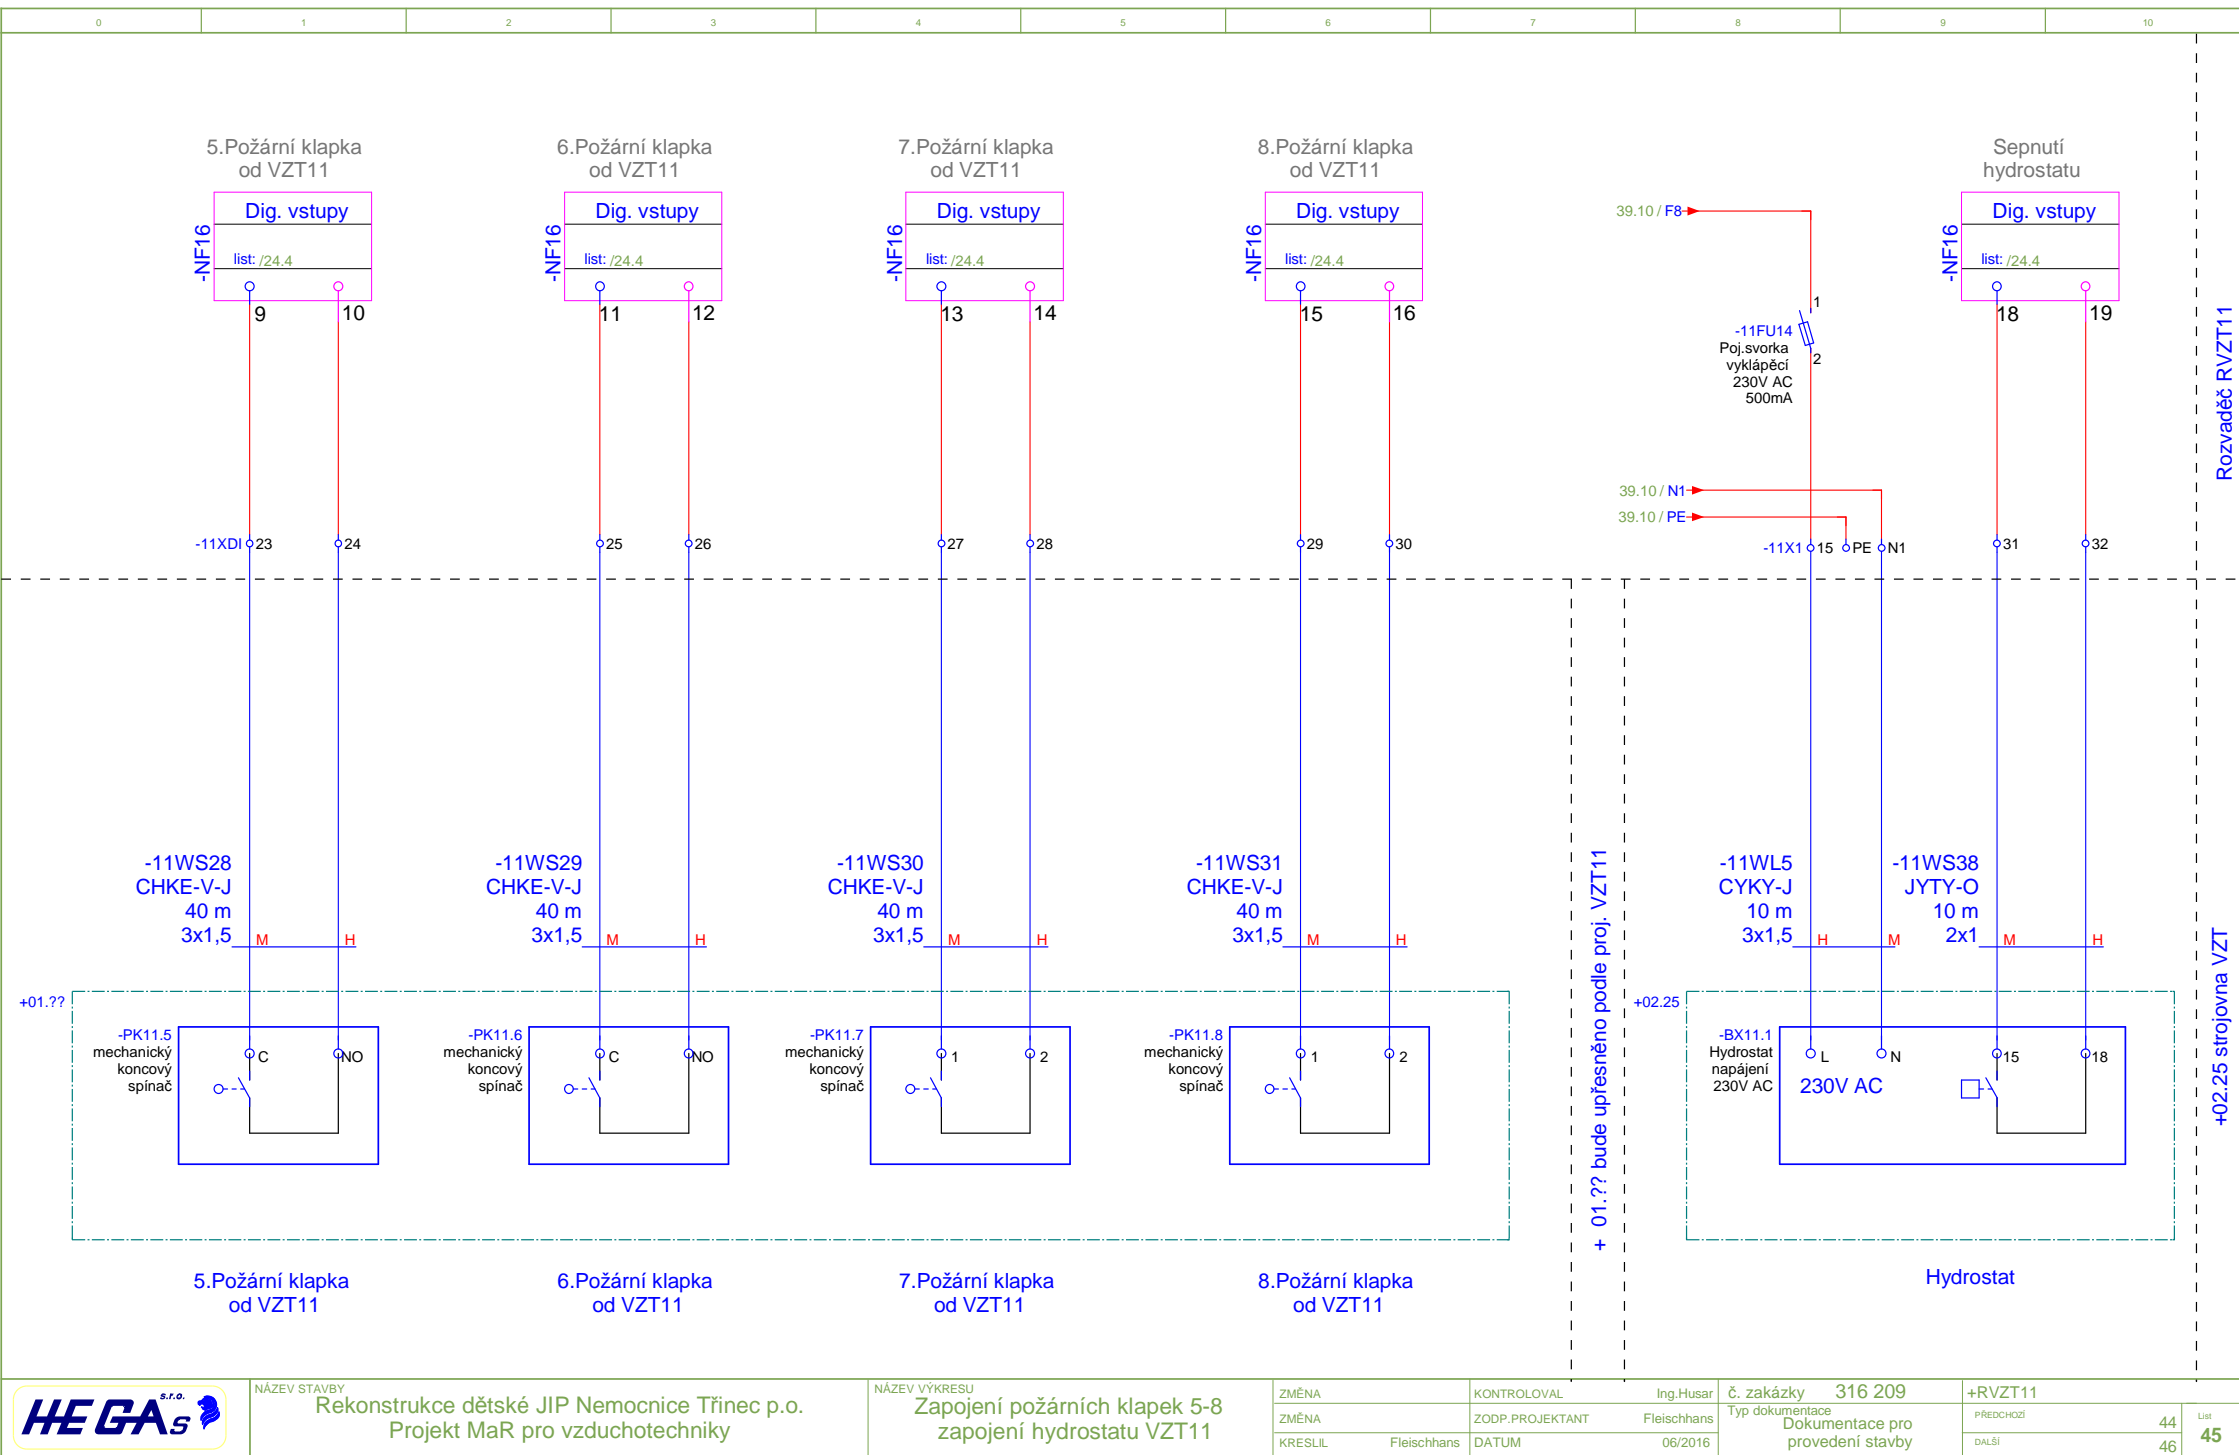 0 1 2 3 4 5 6 7 8 9 10
5.Požární klapka
od VZT11
6.Požární klapka
od VZT11
7.Požární klapka
od VZT11
8.Požární klapka
od VZT11
Sepnutí
hydrostatu
-NF16
Dig. vstupy
list: /24.4
9 10
-NF16
Dig. vstupy
list: /24.4
11 12
-NF16
Dig. vstupy
list: /24.4
13 14
-NF16
Dig. vstupy
list: /24.4
15 16
39.10 / F8
1
-11FU14
Poj.svorka
vyklápěcí
230V AC
500mA
2
-NF16
Dig. vstupy
list: /24.4
18 19
Rozvaděč RVZT11
39.10 / N1
39.10 / PE
-11XDI 23 24
25 26
27 28
29 30
-11X1 15 PE N1
31 32
-11WS28
CHKE-V-J
40 m
3x1,5 M H
-11WS29
CHKE-V-J
40 m
3x1,5 M H
-11WS30
CHKE-V-J
40 m
3x1,5 M H
-11WS31
CHKE-V-J
40 m
3x1,5 M H
+ 01.?? bude upřesněno podle proj. VZT11
-11WL5
CYKY-J
10 m
3x1,5 H M
-11WS38
JYTY-O
10 m
2x1 M H
+02.25 strojovna VZT
+01.??
-PK11.5
mechanický
koncový
spínač
C NO
-PK11.6
mechanický
koncový
spínač
C NO
-PK11.7
mechanický
koncový
spínač
1 2
-PK11.8
mechanický
koncový
spínač
1 2
+02.25
-BX11.1
Hydrostat
napájení
230V AC
L N
230V AC
15 18
5.Požární klapka
od VZT11
6.Požární klapka
od VZT11
7.Požární klapka
od VZT11
8.Požární klapka
od VZT11
Hydrostat
HEGAs s.r.o.
NÁZEV STAVBY
Rekonstrukce dětské JIP Nemocnice Třinec p.o.
Projekt MaR pro vzduchotechniky
NÁZEV VÝKRESU
Zapojení požárních klapek 5-8
zapojení hydrostatu VZT11
ZMĚNA
ZMĚNA
KRESLIL Fleischhans
KONTROLOVAL Ing.Husar
ZODP.PROJEKTANT Fleischhans
DATUM 06/2016
č. zakázky 316 209
Typ dokumentace
Dokumentace pro
provedení stavby
+RVZT11
PŘEDCHOZÍ 44
DALŠÍ 46
List
45